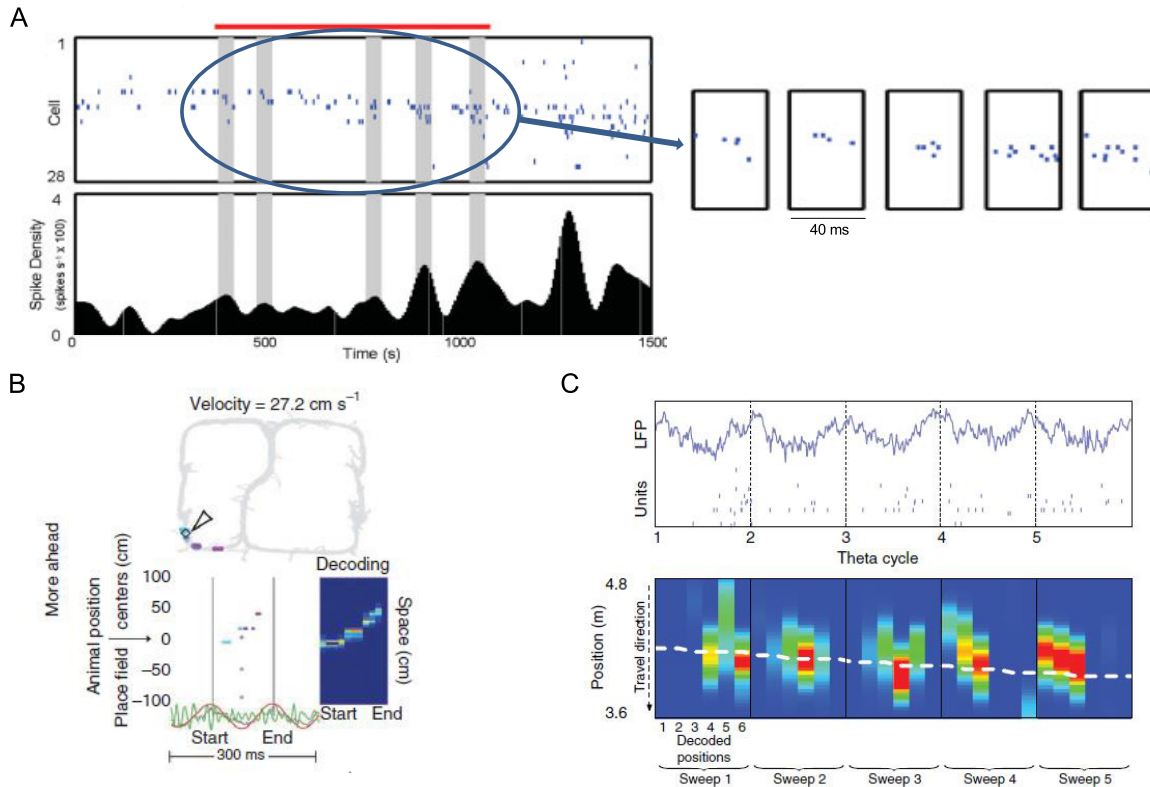 A
1
Cell
28
4
Spike Density
(spikes s⁻¹ x 100)
0
0
500
1000
1500
Time (s)
40 ms
B
Velocity = 27.2 cm s⁻¹
More ahead
Animal position
Place field centers (cm)
100
50
0
−50
−100
Decoding
Space (cm)
Start
End
Start
End
300 ms
C
LFP
Units
1
2
3
4
5
Theta cycle
4.8
Position (m)
Travel direction
3.6
1 2 3 4 5 6
Decoded
positions
Sweep 1
Sweep 2
Sweep 3
Sweep 4
Sweep 5